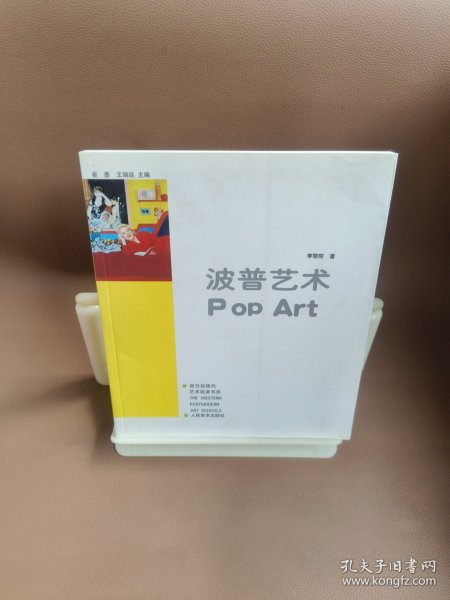 翟墨 王端廷 主编
李黎阳 著
波普艺术
Pop Art
西方后现代
艺术流派书系
THE WESTERN
POSTMODERN
ART SCHOOLS
人民美术出版社
孔夫子旧书网
www.kongfz.com